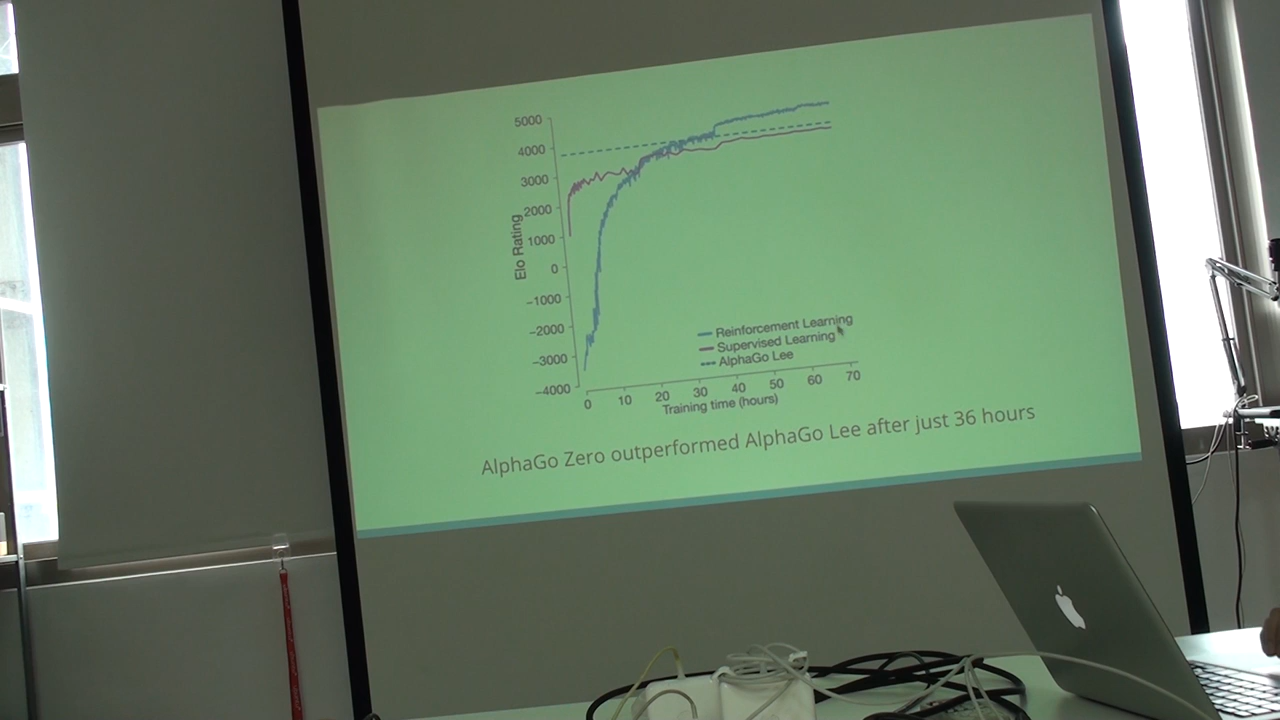 5000
4000
3000
2000
1000
0
−1000
−2000
−3000
−4000
Elo Rating
Reinforcement Learning
Supervised Learning
AlphaGo Lee
0 10 20 30 40 50 60 70
Training time (hours)
AlphaGo Zero outperformed AlphaGo Lee after just 36 hours